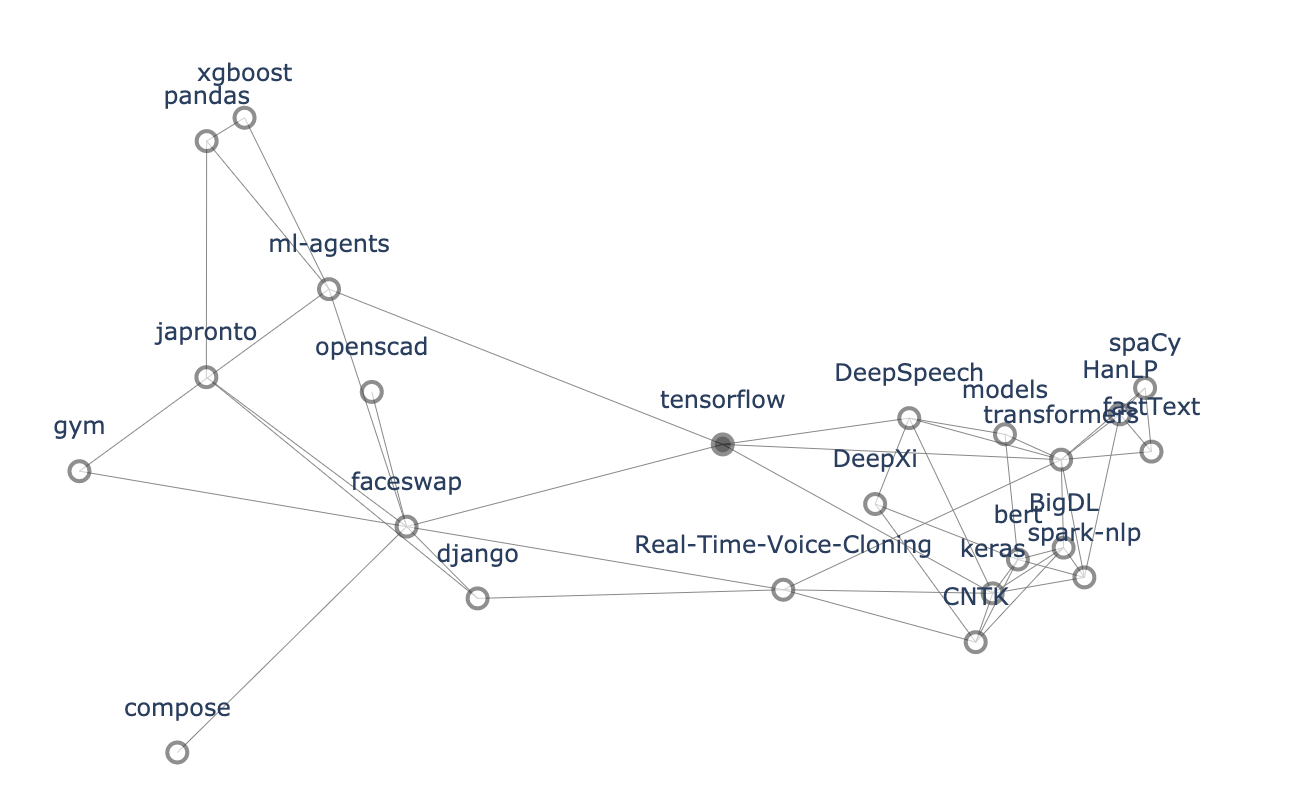 xgboost
pandas
ml-agents
japronto
openscad
spaCy
HanLP
DeepSpeech
models
tensorflow
transformers
fastText
gym
DeepXi
faceswap
BigDL
bert
spark-nlp
Real-Time-Voice-Cloning
keras
django
CNTK
compose